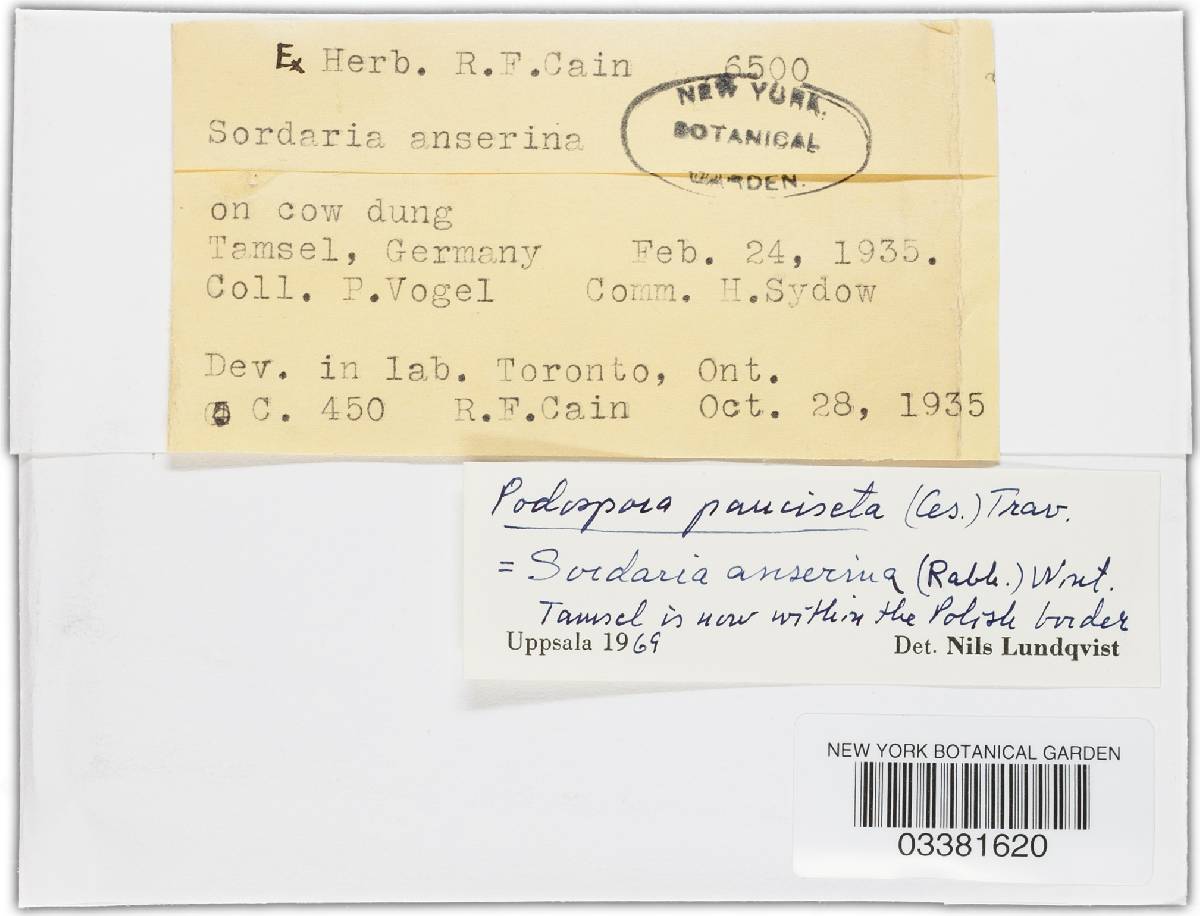 Ex Herb. R.F.Cain 6500
NEW YORK
BOTANICAL
GARDEN.
Sordaria anserina
on cow dung
Tamsel, Germany Feb. 24, 1935.
Coll. P.Vogel Comm. H.Sydow
Dev. in lab. Toronto, Ont.
C. 450 R.F.Cain Oct. 28, 1935
Podospora pauciseta (Ces.) Trav.
= Sordaria anserina (Rabh.) Wint.
Tamsel is now within the Polish border
Uppsala 1969 Det. Nils Lundqvist
NEW YORK BOTANICAL GARDEN
03381620